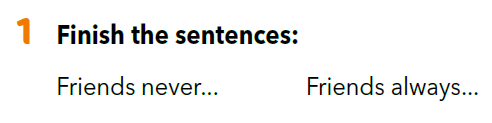 1 Finish the sentences:
Friends never... Friends always...